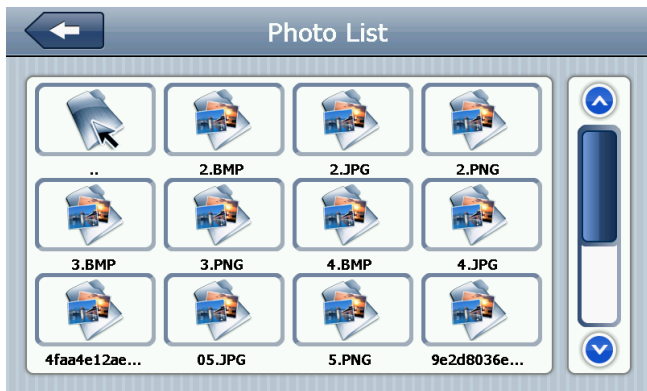 Photo List
..
2.BMP
2.JPG
2.PNG
3.BMP
3.PNG
4.BMP
4.JPG
4faa4e12ae...
05.JPG
5.PNG
9e2d8036e...